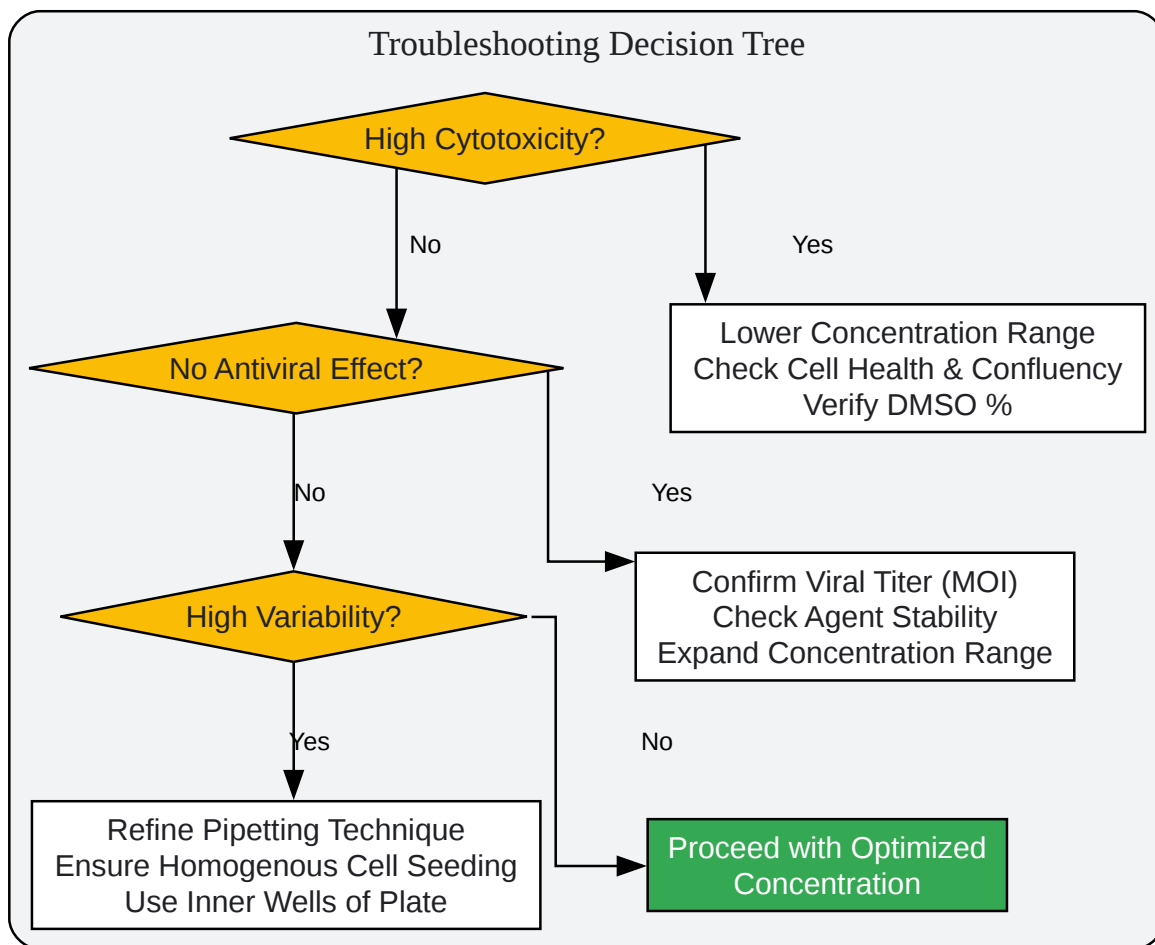 Troubleshooting Decision Tree
High Cytotoxicity?
No
Yes
Lower Concentration Range
Check Cell Health & Confluency
Verify DMSO %
No Antiviral Effect?
No
Yes
Confirm Viral Titer (MOI)
Check Agent Stability
Expand Concentration Range
High Variability?
Yes
No
Refine Pipetting Technique
Ensure Homogenous Cell Seeding
Use Inner Wells of Plate
Proceed with Optimized
Concentration